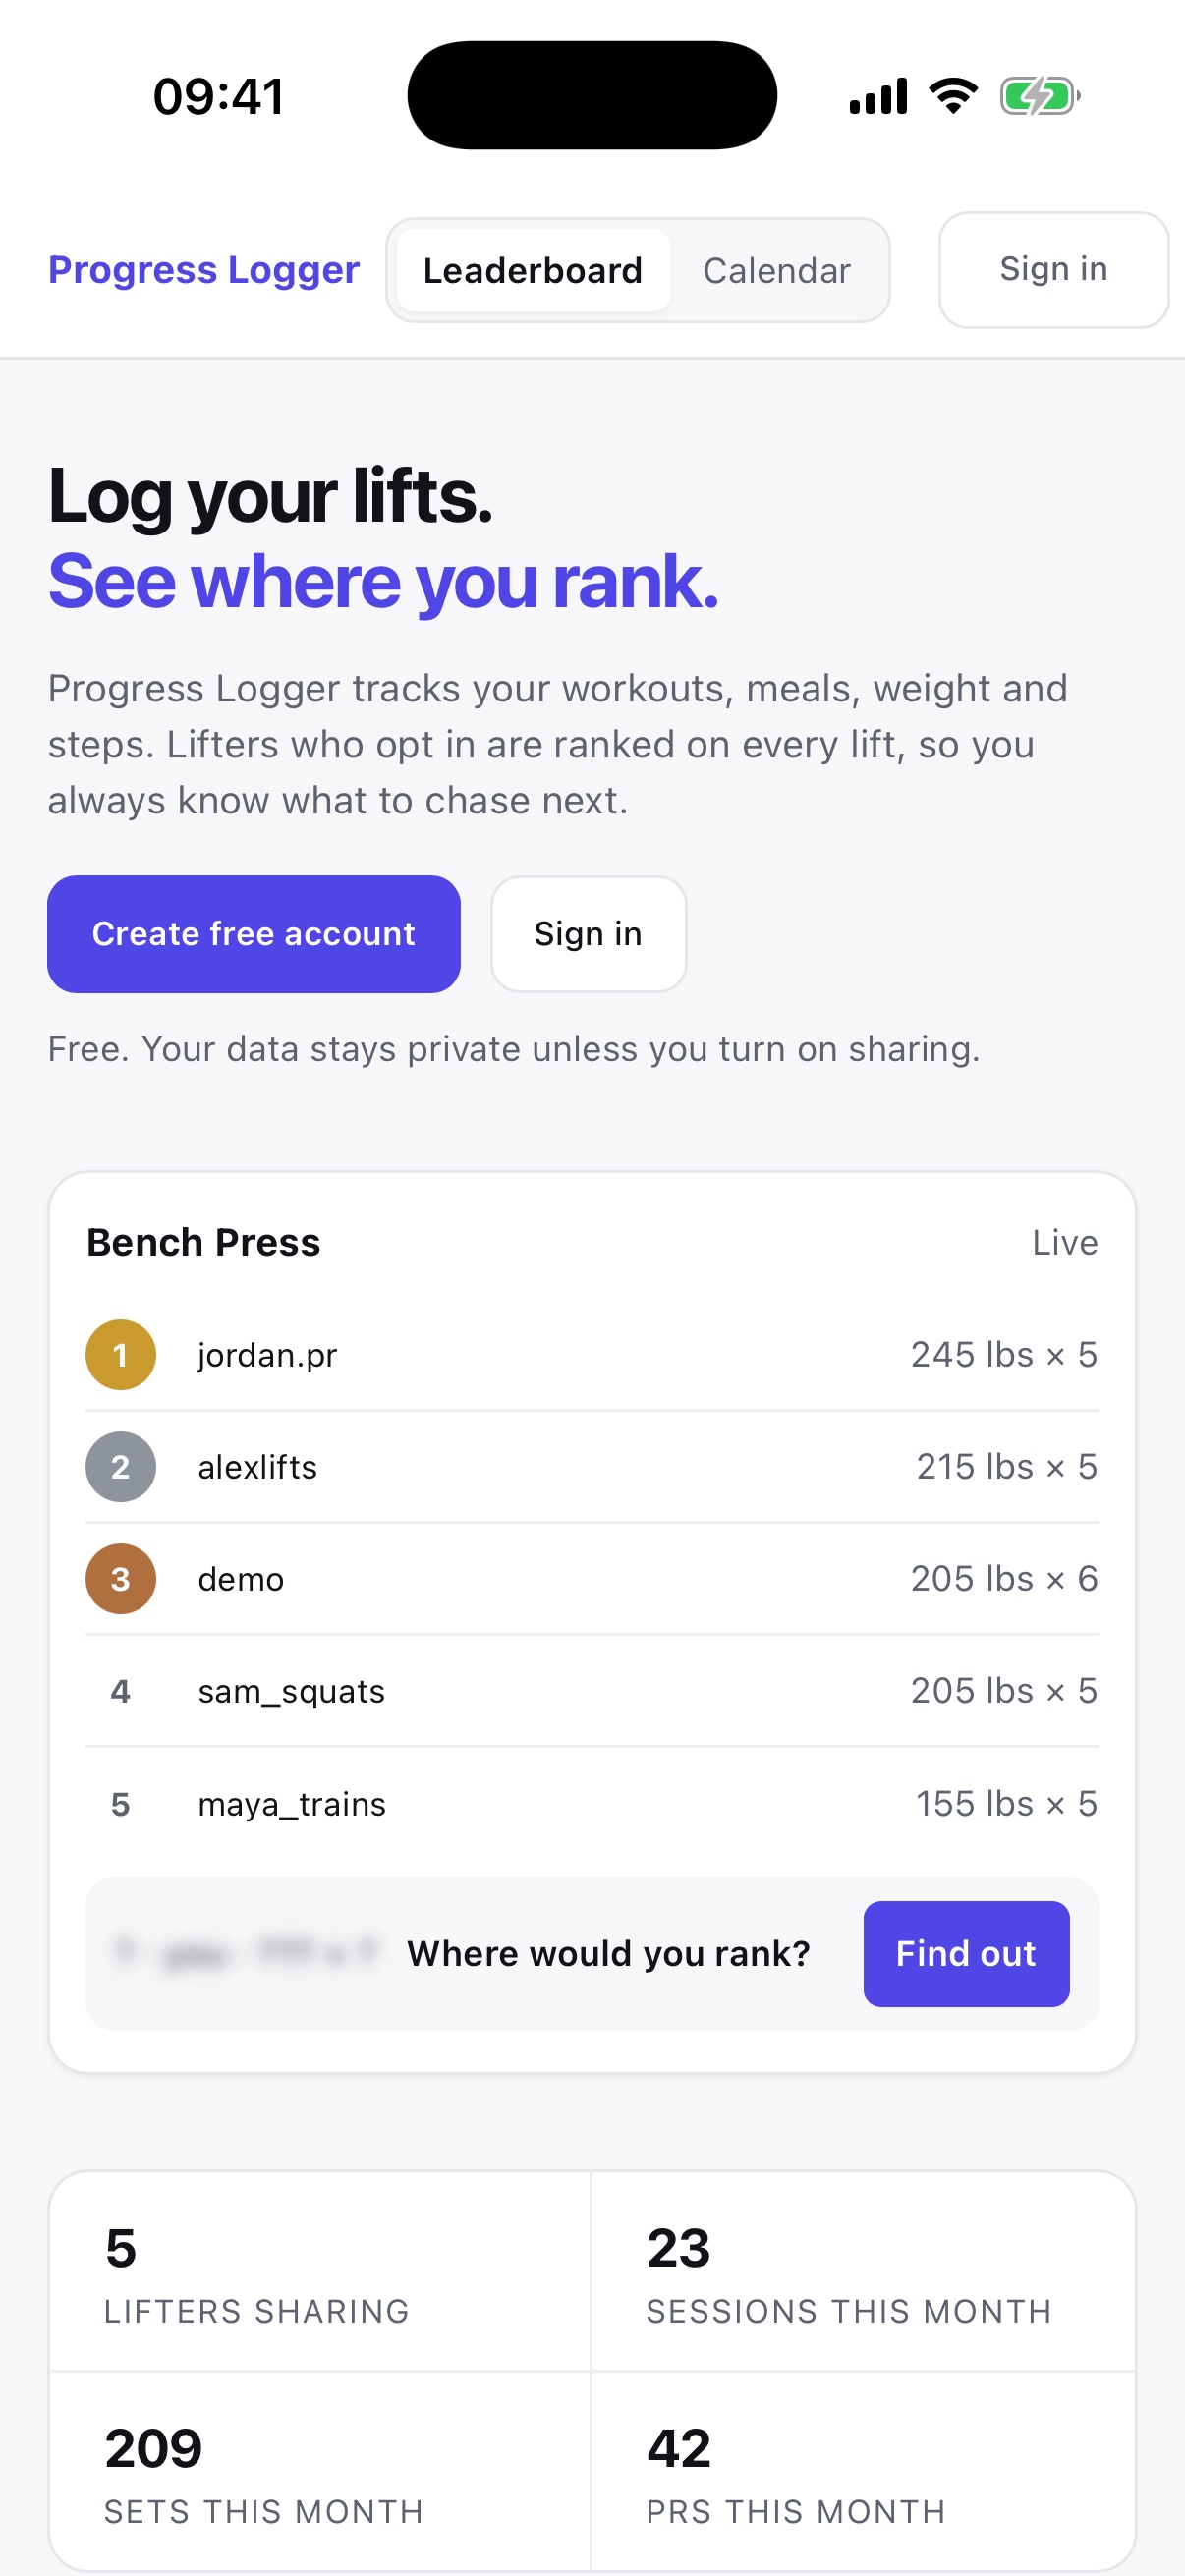 09:41
Progress Logger Leaderboard Calendar Sign in
Log your lifts.
See where you rank.
Progress Logger tracks your workouts, meals, weight and
steps. Lifters who opt in are ranked on every lift, so you
always know what to chase next.
Create free account Sign in
Free. Your data stays private unless you turn on sharing.
Bench Press Live
1 jordan.pr 245 lbs × 5
2 alexlifts 215 lbs × 5
3 demo 205 lbs × 6
4 sam_squats 205 lbs × 5
5 maya_trains 155 lbs × 5
Where would you rank? Find out
5 23
LIFTERS SHARING SESSIONS THIS MONTH
209 42
SETS THIS MONTH PRS THIS MONTH